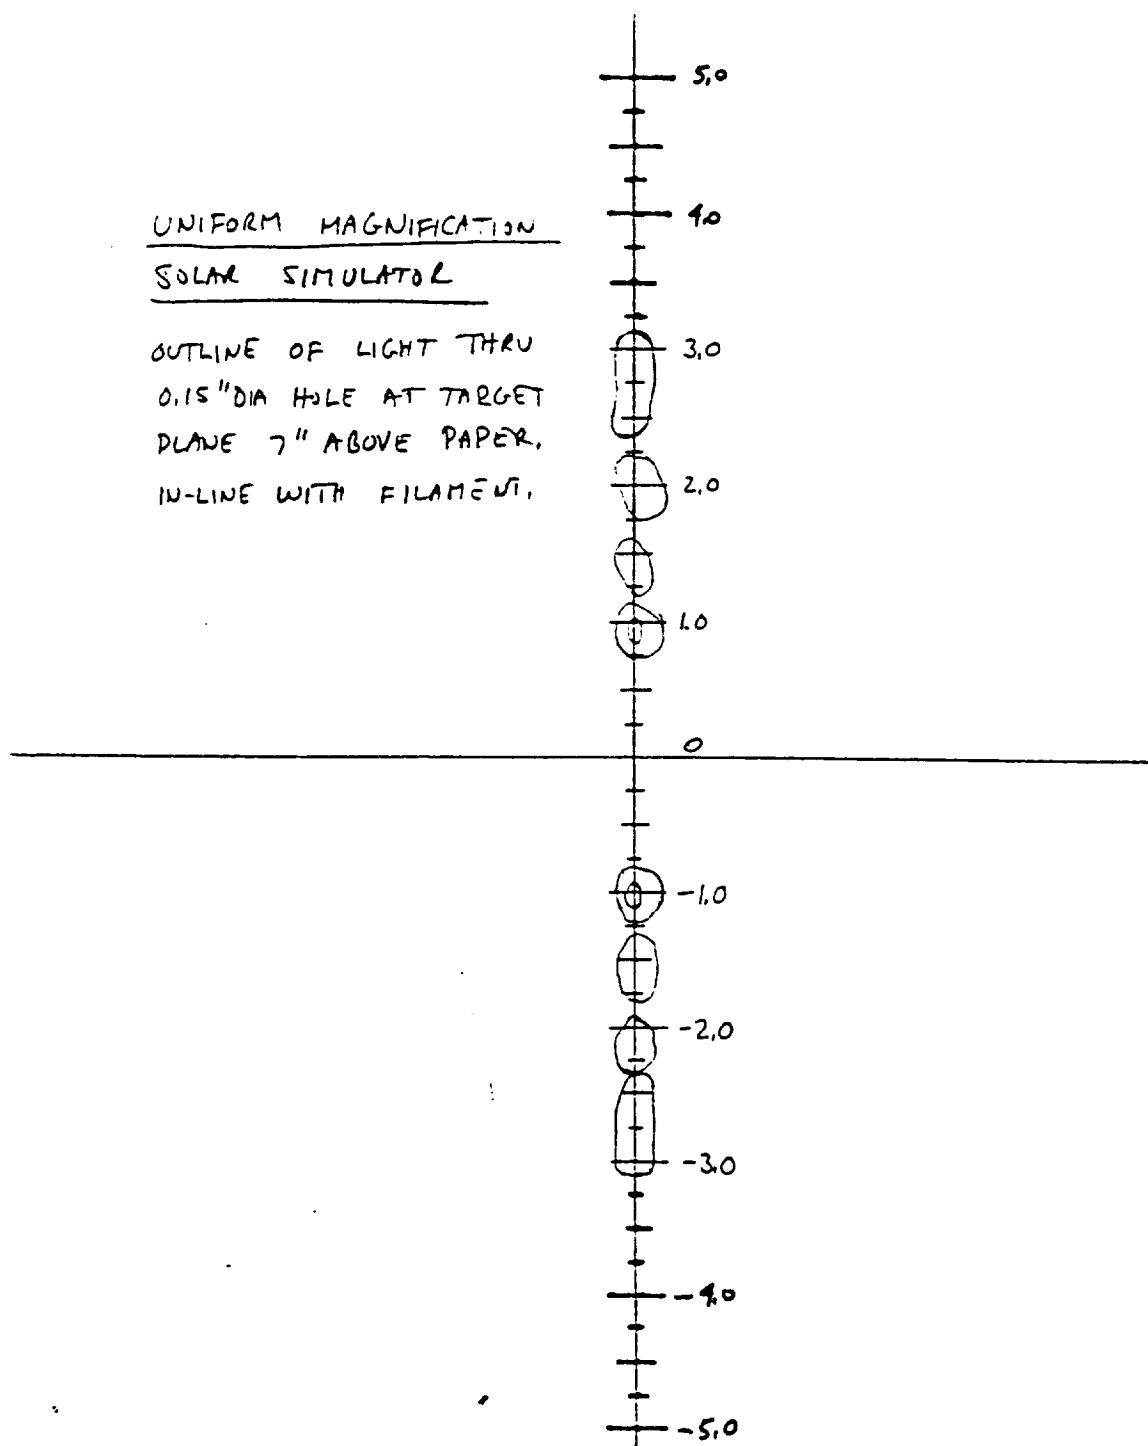 UNIFORM MAGNIFICATION
SOLAR SIMULATOR
OUTLINE OF LIGHT THRU
0.15" DIA HOLE AT TARGET
PLANE 7" ABOVE PAPER.
IN-LINE WITH FILAMENT.
5.0
4.0
3.0
2.0
1.0
0
-1.0
-2.0
-3.0
-4.0
-5.0